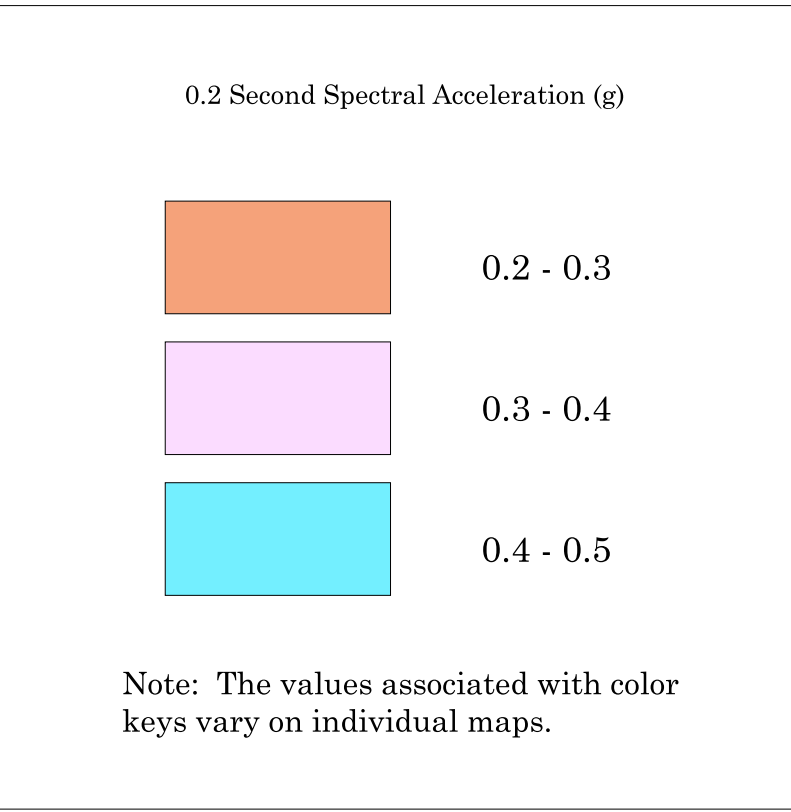 0.2 Second Spectral Acceleration (g)
0.2 - 0.3
0.3 - 0.4
0.4 - 0.5
Note:  The values associated with color
keys vary on individual maps.